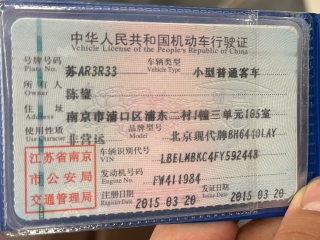 中华人民共和国机动车行驶证
Vehicle License of the People's Republic of China
号牌号码 苏AR3R33 车辆类型 小型普通客车
Plate No. Vehicle Type
所有人 陈鎏
Owner
住址 南京市浦口区浦东二村J幢三单元105室
Address
使用性质 非营运 品牌型号 北京现代牌BH6440LAY
Use Character Model
江苏省南京市公安局交通管理局
车辆识别代号 LBELMBKC4FY592448
VIN
发动机号码 FW411984
Engine No.
注册日期 2015 03 20 发证日期 2015 03 20
Register Date Issue Date